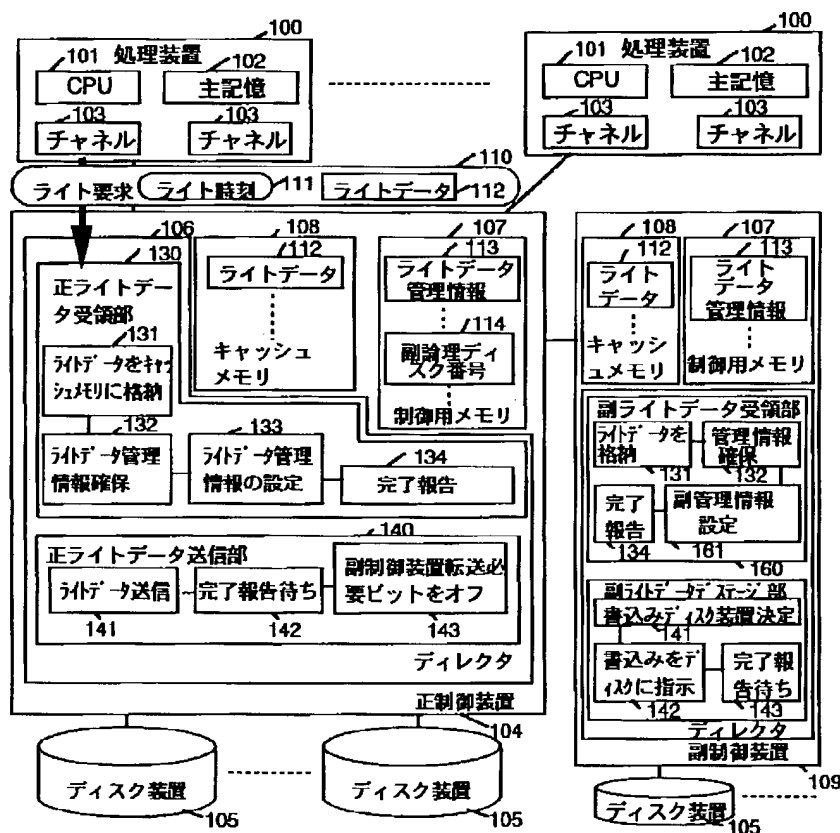 100
処理装置
101
102
CPU
主記憶
103
103
チャネル
チャネル
100
処理装置
101
102
CPU
主記憶
103
103
チャネル
チャネル
110
ライト要求
ライト時刻
111
ライトデータ
112
106
130
正ライトデー
タ受領部
131
ライトデータをキャッ
シュメモリに格納
132
ライトデータ管理
情報確保
133
ライトデータ管理
情報の設定
134
完了報告
108
112
ライトデータ
キャッシュ
メモリ
107
113
ライトデータ
管理情報
114
副論理ディ
スク番号
制御用メモリ
140
正ライトデータ送信部
ライトデータ送信
141
完了報告待ち
142
副制御装置転送必
要ビットをオフ
143
ディレクタ
正制御装置
104
ディスク装置
105
ディスク装置
105
108
112
ライト
データ
キャッシ
ュメモリ
107
113
ライト
データ
管理情報
制御用メモリ
副ライトデータ受領部
ライトデータを
格納
131
管理情報
確保
132
完了
報告
134
副管理情報
設定
161
160
副ライトデータデステージ部
書込みディスク装置決定
141
書込みをデ
ィスクに指示
142
完了報
告待ち
143
ディレクタ
副制御装置
109
ディスク装置
105